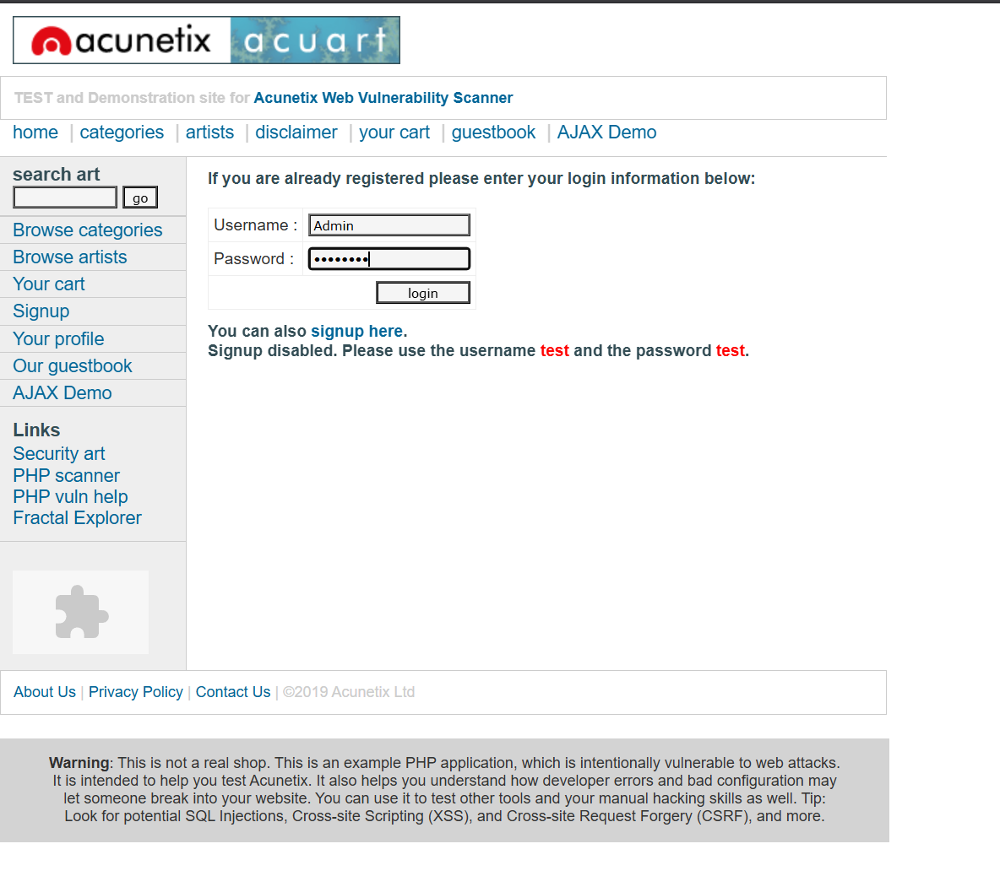 acunetix acuart
TEST and Demonstration site for Acunetix Web Vulnerability Scanner
home | categories | artists | disclaimer | your cart | guestbook | AJAX Demo
search art
go
Browse categories
Browse artists
Your cart
Signup
Your profile
Our guestbook
AJAX Demo
Links
Security art
PHP scanner
PHP vuln help
Fractal Explorer
If you are already registered please enter your login information below:
Username : Admin
Password : ••••••••
login
You can also signup here.
Signup disabled. Please use the username test and the password test.
About Us | Privacy Policy | Contact Us | ©2019 Acunetix Ltd
Warning: This is not a real shop. This is an example PHP application, which is intentionally vulnerable to web attacks.
It is intended to help you test Acunetix. It also helps you understand how developer errors and bad configuration may
let someone break into your website. You can use it to test other tools and your manual hacking skills as well. Tip:
Look for potential SQL Injections, Cross-site Scripting (XSS), and Cross-site Request Forgery (CSRF), and more.